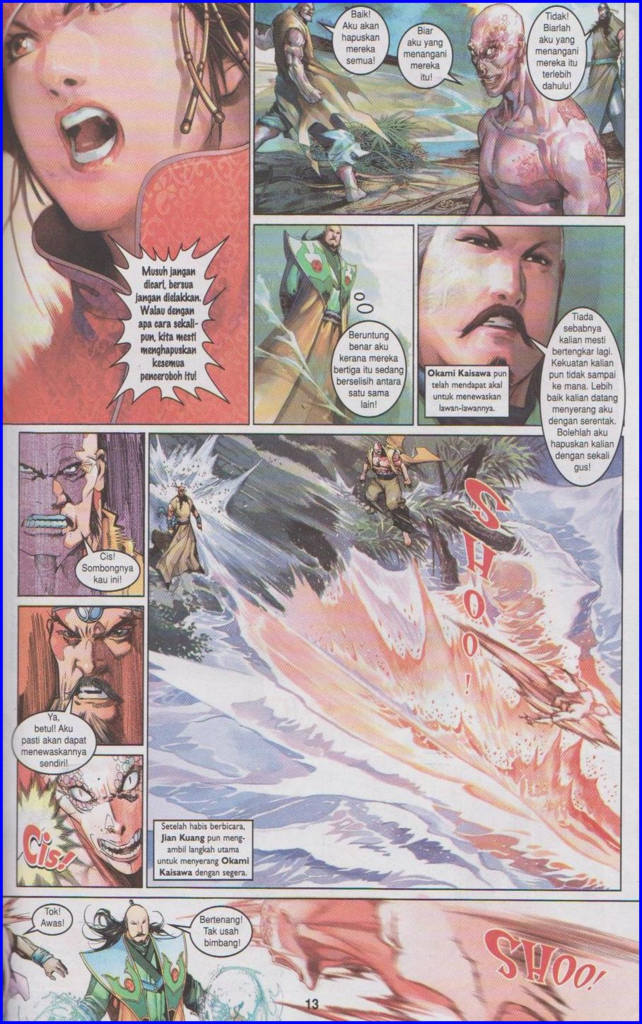 Musuh jangan
dicari, bersua
jangan dielakkan.
Walau dengan
apa cara sekali-
pun, kita mesti
menghapuskan
kesemua
penceroboh itu!
Baik!
Aku akan
hapuskan
mereka
semua!
Biar
aku yang
menangani
mereka
itu!
Tidak!
Biarlah
aku yang
menangani
mereka itu
terlebih
dahulu!
Beruntung
benar aku
kerana mereka
bertiga itu sedang
berselisih antara
satu sama
lain!
Okami Kaisawa pun
telah mendapat akal
untuk menewaskan
lawan-lawannya.
Tiada
sebabnya
kalian mesti
bertengkar lagi.
Kekuatan kalian
pun tidak sampai
ke mana. Lebih
baik kalian datang
menyerang aku
dengan serentak.
Bolehlah aku
hapuskan kalian
dengan sekali
gus!
Cis!
Sombongnya
kau ini!
Ya,
betul! Aku
pasti akan dapat
menewaskannya
sendiri!
Cis!
SHOO!
Setelah habis berbicara,
Jian Kuang pun meng-
ambil langkah utama
untuk menyerang Okami
Kaisawa dengan segera.
Tok!
Awas!
Bertenang!
Tak usah
bimbang!
SHOO!
13